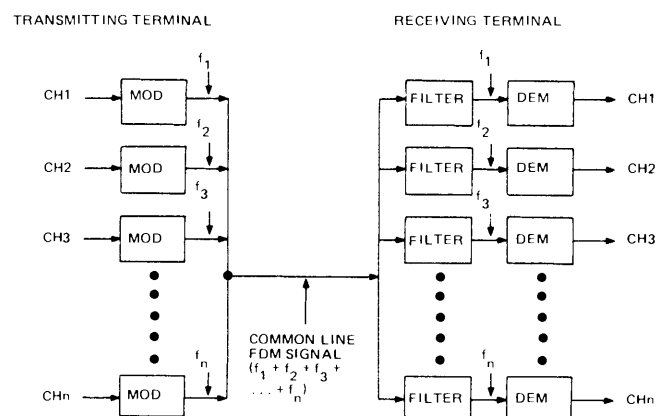 TRANSMITTING TERMINAL
RECEIVING TERMINAL
f1
f1
CH1
MOD
FILTER
DEM
CH1
f2
f2
CH2
MOD
FILTER
DEM
CH2
f3
f3
CH3
MOD
FILTER
DEM
CH3
COMMON LINE
FDM SIGNAL
(f1 + f2 + f3 +
... + fn)
fn
fn
CHn
MOD
FILTER
DEM
CHn